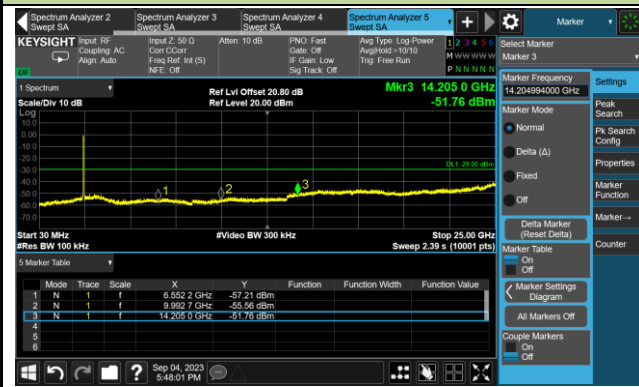 Spectrum Analyzer 2
Swept SA
Spectrum Analyzer 3
Swept SA
Spectrum Analyzer 4
Swept SA
Spectrum Analyzer 5
Swept SA
Marker
KEYSIGHT
Input: RF
Coupling: AC
Align: Auto
Input Z: 50 Ω
Corr CCorr
Freq Ref: Int (S)
NFE: Off
Atten: 10 dB
PNO: Fast
Gate: Off
IF Gain: Low
Sig Track: Off
Avg Type: Log-Power
Avg|Hold:>10/10
Trig: Free Run
1 2 3 4 5 6
M W W W W W
P N N N N N
Select Marker
Marker 3
1 Spectrum
Scale/Div 10 dB
Ref Lvl Offset 20.80 dB
Ref Level 20.00 dBm
Mkr3 14.205 0 GHz
-51.76 dBm
Log
10.0
0.00
-10.0
-20.0
-30.0
-40.0
-50.0
-60.0
-70.0
DL1 -29.00 dBm
1
2
3
Start 30 MHz
#Res BW 100 kHz
#Video BW 300 kHz
Stop 25.00 GHz
Sweep 2.39 s (10001 pts)
5 Marker Table
Mode Trace Scale X Y Function Function Width Function Value
1 N 1 f 6.552 2 GHz -57.21 dBm
2 N 1 f 9.992 7 GHz -55.56 dBm
3 N 1 f 14.205 0 GHz -51.76 dBm
4
5
6
Marker Frequency
14.204994000 GHz
Marker Mode
Normal
Delta (Δ)
Fixed
Off
Delta Marker
(Reset Delta)
Marker Table
On
Off
Marker Settings
Diagram
All Markers Off
Couple Markers
On
Off
Settings
Peak
Search
Pk Search
Config
Properties
Marker
Function
Marker→
Counter
Sep 04, 2023
5:48:01 PM